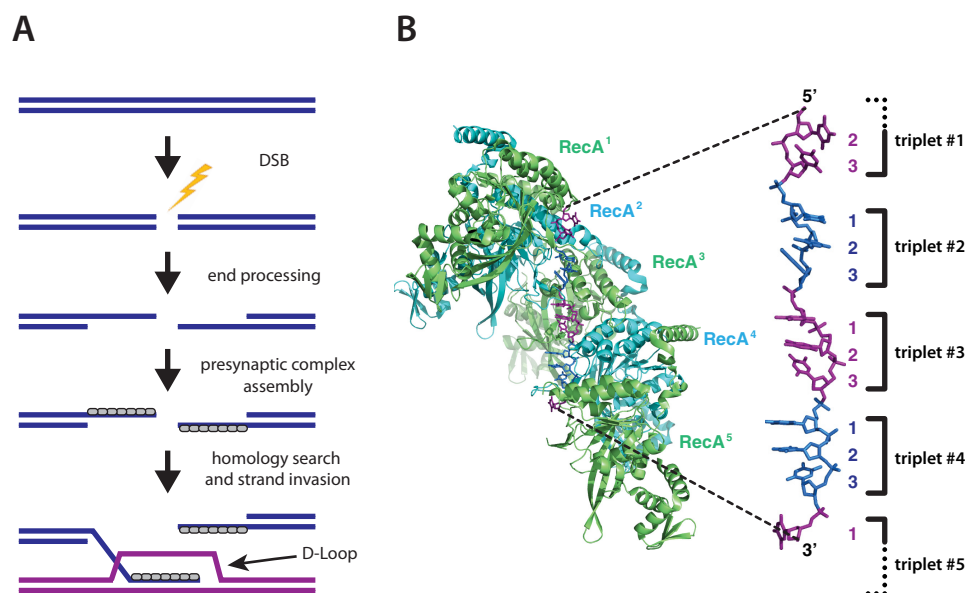 A
DSB
end processing
presynaptic complex
assembly
homology search
and strand invasion
D-Loop
B
RecA¹
RecA²
RecA³
RecA⁴
RecA⁵
5’
2
3
triplet #1
1
2
3
triplet #2
1
2
3
triplet #3
1
2
3
triplet #4
1
3’
triplet #5